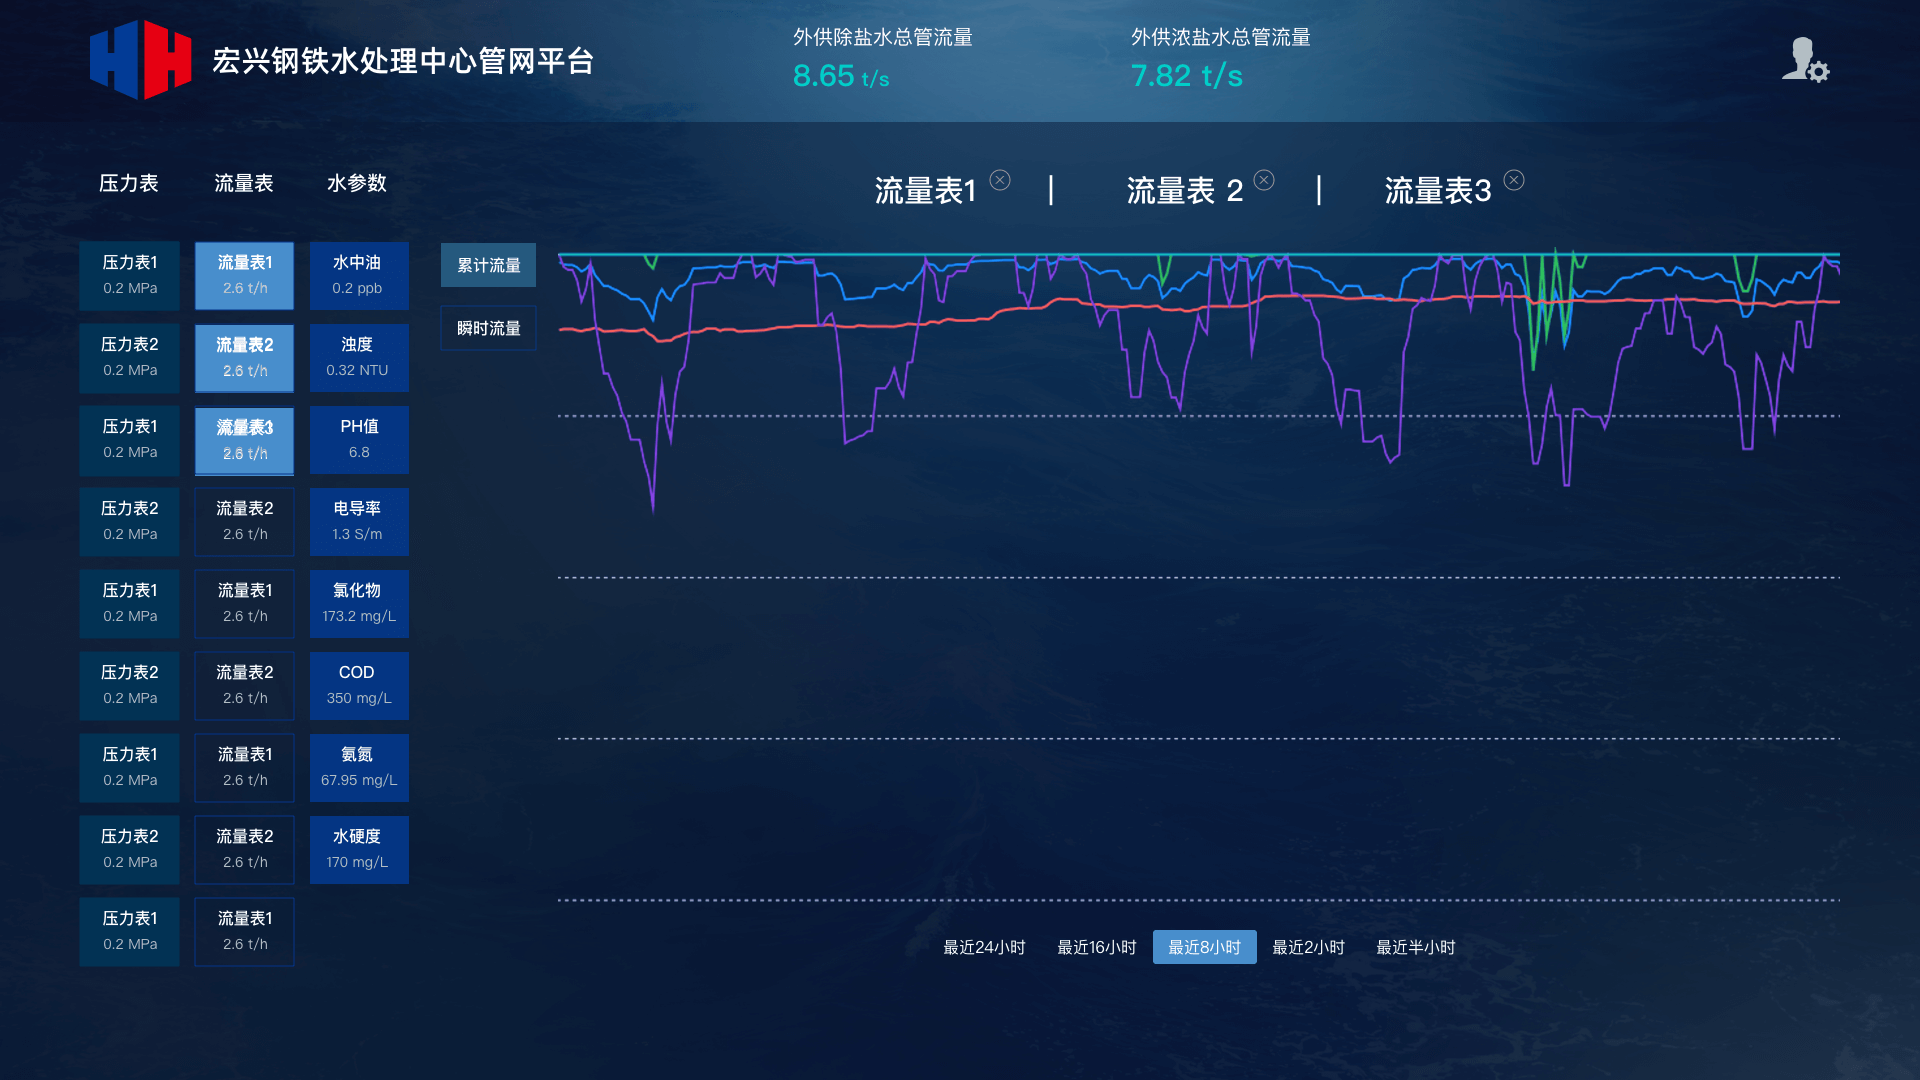 宏兴钢铁水处理中心管网平台
外供除盐水总管流量
8.65 t/s
外供浓盐水总管流量
7.82 t/s
压力表 流量表 水参数
流量表1 | 流量表 2 | 流量表3
压力表1 流量表1 水中油
0.2 MPa 2.6 t/h 0.2 ppb
累计流量
瞬时流量
压力表2 流量表2 浊度
0.2 MPa 2.6 t/h 0.32 NTU
压力表1 流量表3 PH值
0.2 MPa 2.6 t/h 6.8
压力表2 流量表2 电导率
0.2 MPa 2.6 t/h 1.3 S/m
压力表1 流量表1 氯化物
0.2 MPa 2.6 t/h 173.2 mg/L
压力表2 流量表2 COD
0.2 MPa 2.6 t/h 350 mg/L
压力表1 流量表1 氨氮
0.2 MPa 2.6 t/h 67.95 mg/L
压力表2 流量表2 水硬度
0.2 MPa 2.6 t/h 170 mg/L
压力表1 流量表1
0.2 MPa 2.6 t/h
最近24小时 最近16小时 最近8小时 最近2小时 最近半小时